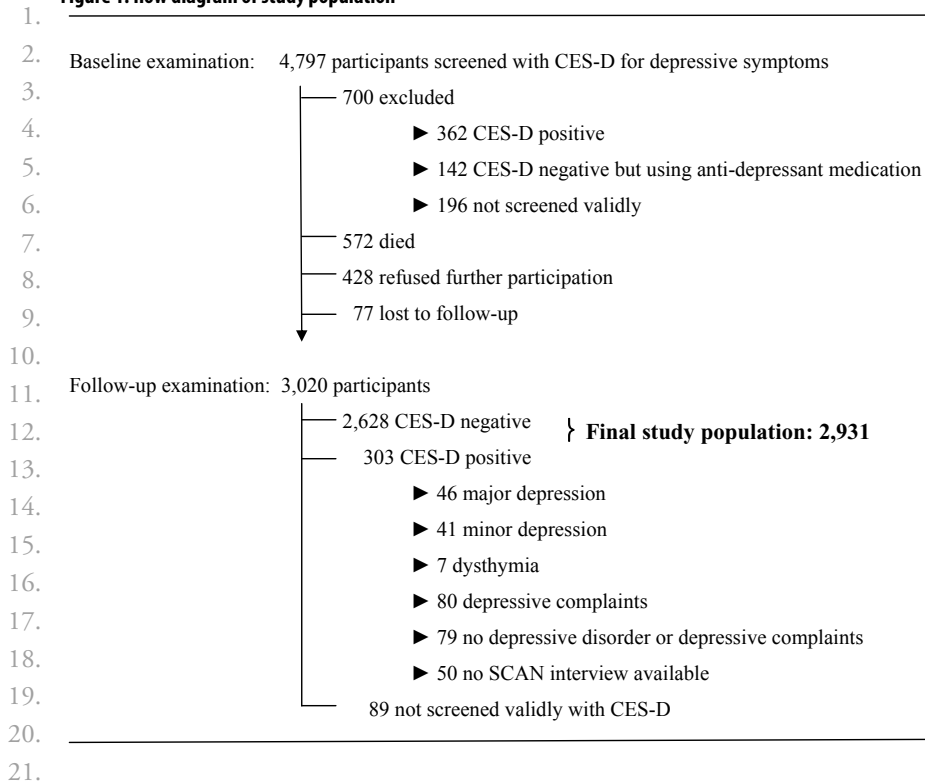 Figure 1. Flow diagram of study population
1.
2. Baseline examination: 4,797 participants screened with CES-D for depressive symptoms
3. 700 excluded
4. ► 362 CES-D positive
5. ► 142 CES-D negative but using anti-depressant medication
6. ► 196 not screened validly
7. 572 died
8. 428 refused further participation
9. 77 lost to follow-up
10.
11. Follow-up examination: 3,020 participants
12. 2,628 CES-D negative } Final study population: 2,931
13. 303 CES-D positive
14. ► 46 major depression
15. ► 41 minor depression
16. ► 7 dysthymia
17. ► 80 depressive complaints
18. ► 79 no depressive disorder or depressive complaints
19. ► 50 no SCAN interview available
89 not screened validly with CES-D
20.
21.